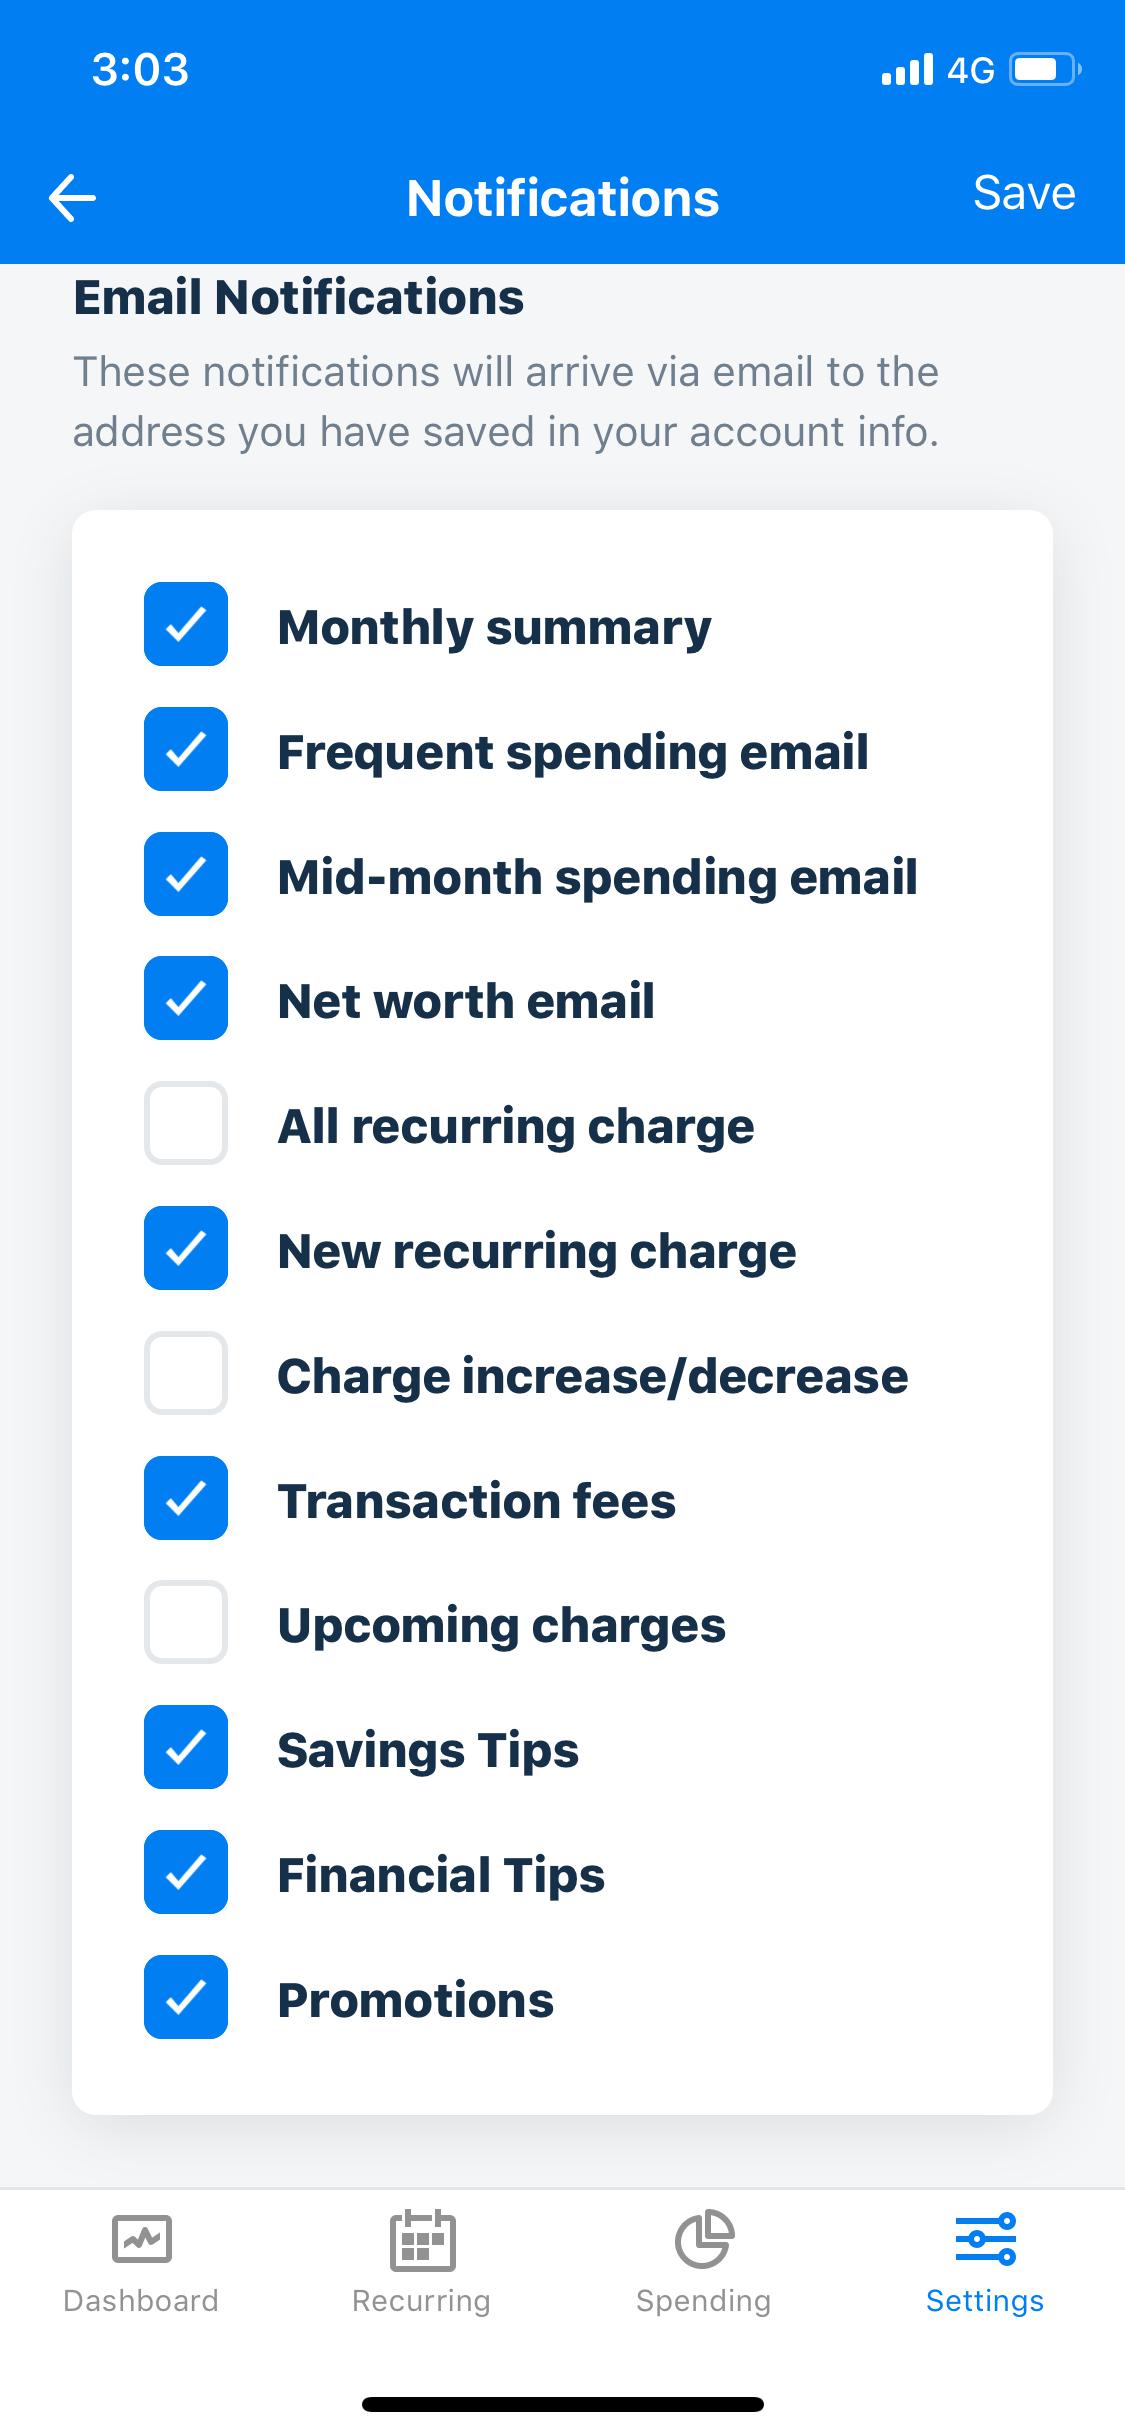 3:03
4G
Notifications
Save
Email Notifications
These notifications will arrive via email to the
address you have saved in your account info.
Monthly summary
Frequent spending email
Mid-month spending email
Net worth email
All recurring charge
New recurring charge
Charge increase/decrease
Transaction fees
Upcoming charges
Savings Tips
Financial Tips
Promotions
Dashboard
Recurring
Spending
Settings